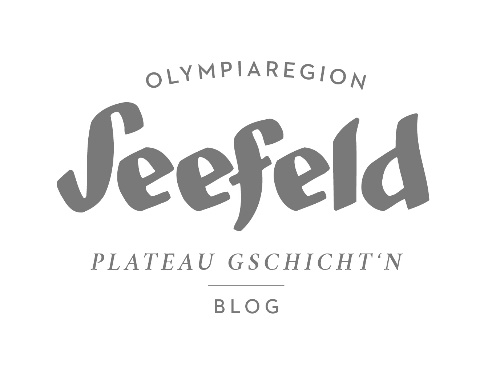 OLYMPIAREGION
Seefeld
PLATEAU GSCHICHT‘N
BLOG